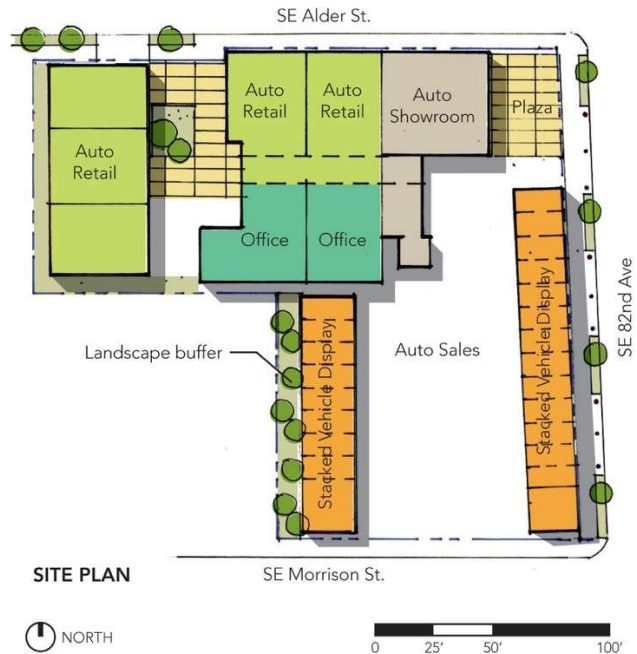 SE Alder St.
Auto
Retail
Auto
Retail
Auto
Retail
Auto
Showroom
Plaza
Office
Office
Landscape buffer
Stacked Vehicle Display
Auto Sales
Stacked Vehicle Display
SE 82nd Ave
SITE PLAN
SE Morrison St.
NORTH
0 25' 50' 100'